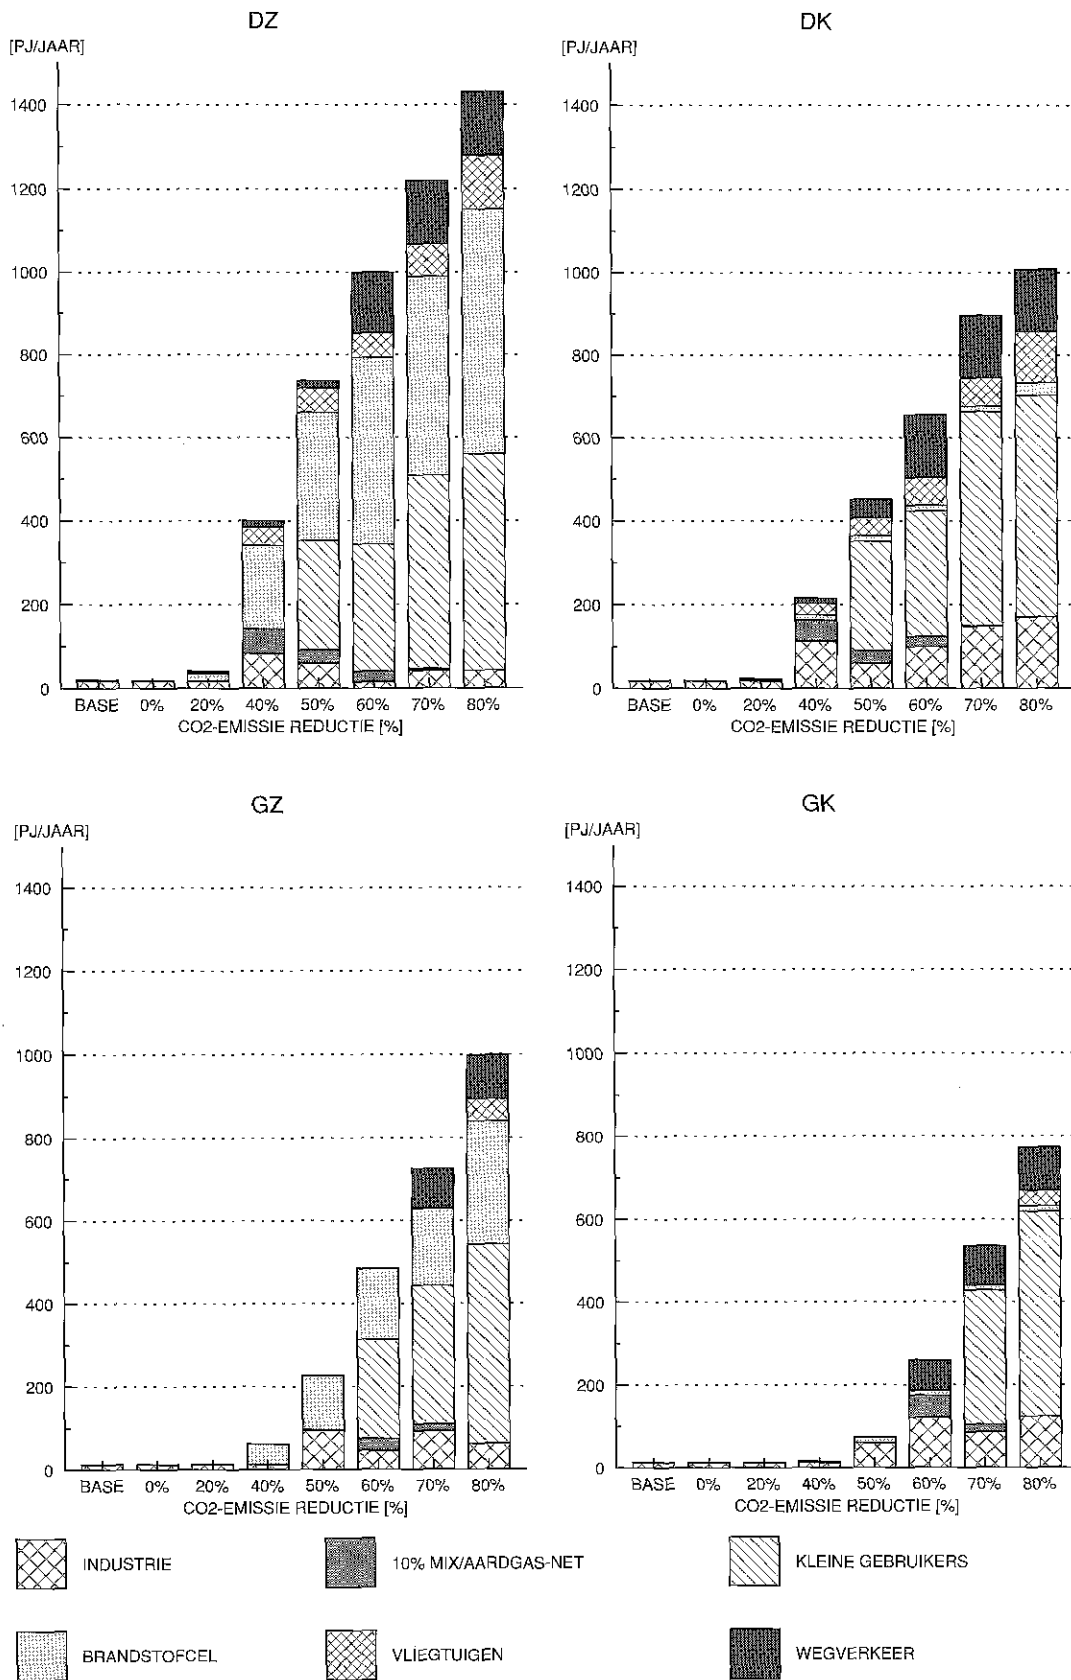 DZ
[PJ/JAAR]
1400
1200
1000
800
600
400
200
0
BASE 0% 20% 40% 50% 60% 70% 80%
CO2-EMISSIE REDUCTIE [%]
DK
[PJ/JAAR]
1400
1200
1000
800
600
400
200
0
BASE 0% 20% 40% 50% 60% 70% 80%
CO2-EMISSIE REDUCTIE [%]
GZ
[PJ/JAAR]
1400
1200
1000
800
600
400
200
0
BASE 0% 20% 40% 50% 60% 70% 80%
CO2-EMISSIE REDUCTIE [%]
GK
[PJ/JAAR]
1400
1200
1000
800
600
400
200
0
BASE 0% 20% 40% 50% 60% 70% 80%
CO2-EMISSIE REDUCTIE [%]
INDUSTRIE
10% MIX/AARDGAS-NET
KLEINE GEBRUIKERS
BRANDSTOFCEL
VLIEGTUIGEN
WEGVERKEER